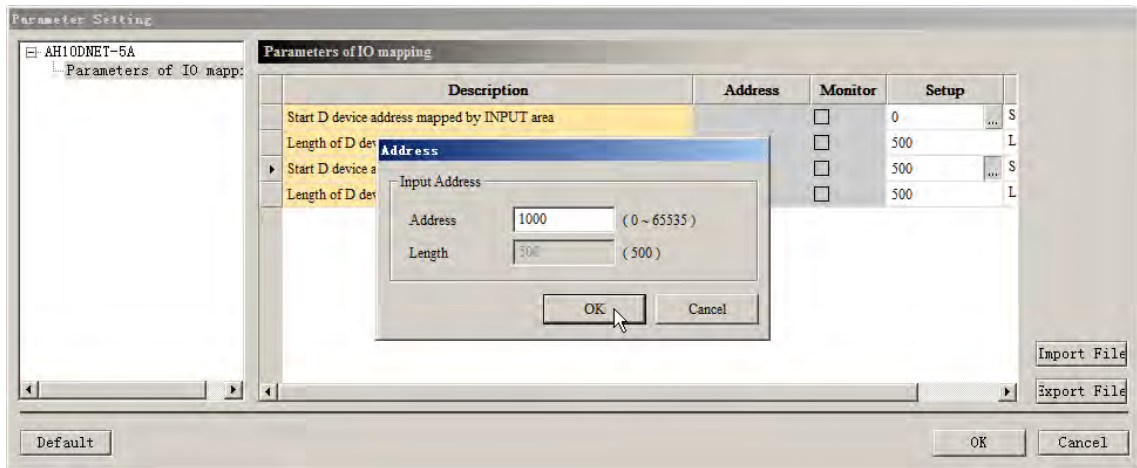 Parameter Setting
AH10DNET-5A
Parameters of IO mapp:
Parameters of IO mapping
Description Address Monitor Setup
Start D device address mapped by INPUT area 0 ... S
Length of D dev 500 L
Start D device a 500 ... S
Length of D dev 500 L
Address
Input Address
Address 1000 ( 0 ~ 65535 )
Length 500 ( 500 )
OK Cancel
Import File
Export File
Default OK Cancel